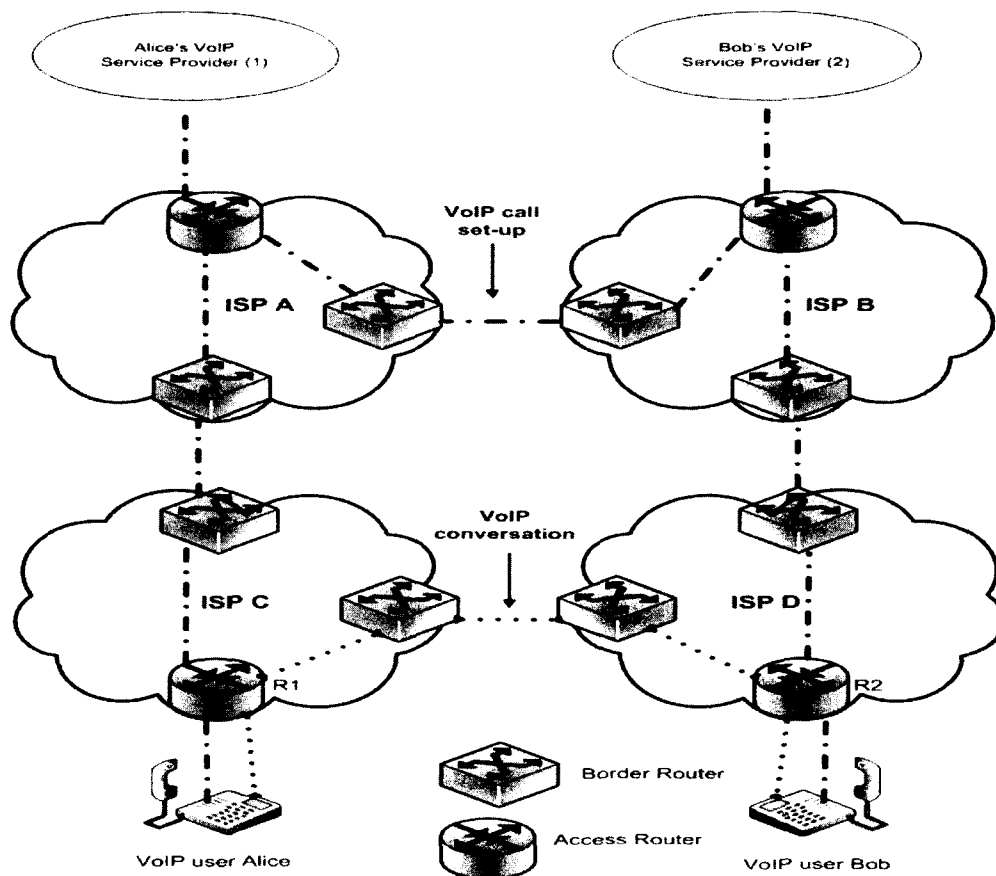 Alice's VoIP
Service Provider (1)
Bob's VoIP
Service Provider (2)
VoIP call
set-up
ISP A
ISP B
VoIP
conversation
ISP C
ISP D
R1
R2
Border Router
Access Router
VoIP user Alice
VoIP user Bob